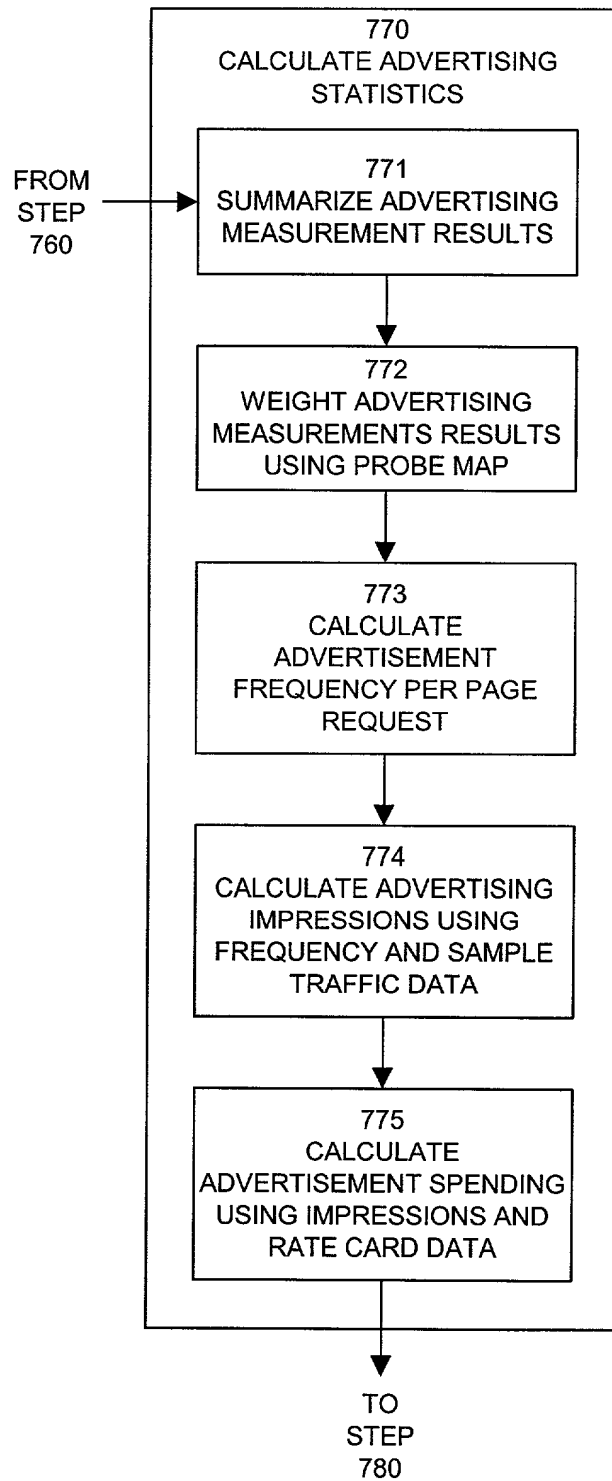 770
CALCULATE ADVERTISING
STATISTICS
FROM
STEP
760
771
SUMMARIZE ADVERTISING
MEASUREMENT RESULTS
772
WEIGHT ADVERTISING
MEASUREMENTS RESULTS
USING PROBE MAP
773
CALCULATE
ADVERTISEMENT
FREQUENCY PER PAGE
REQUEST
774
CALCULATE ADVERTISING
IMPRESSIONS USING
FREQUENCY AND SAMPLE
TRAFFIC DATA
775
CALCULATE
ADVERTISEMENT SPENDING
USING IMPRESSIONS AND
RATE CARD DATA
TO
STEP
780